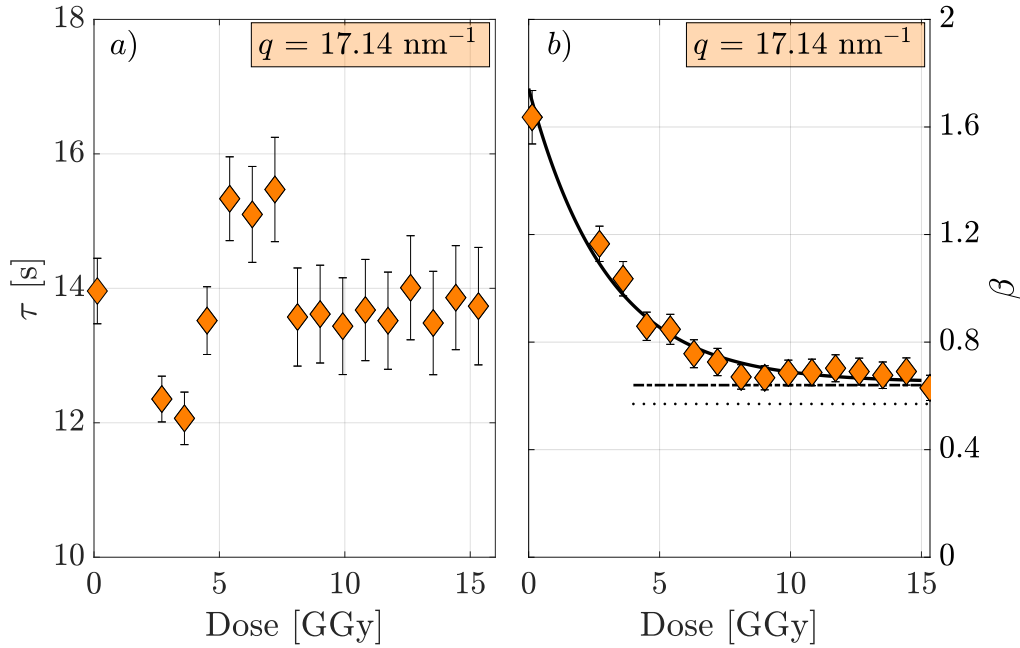 a)
q = 17.14 nm⁻¹
18
16
14
12
10
τ [s]
0 5 10 15
Dose [GGy]
b)
q = 17.14 nm⁻¹
2
1.6
1.2
0.8
0.4
0
β
0 5 10 15
Dose [GGy]